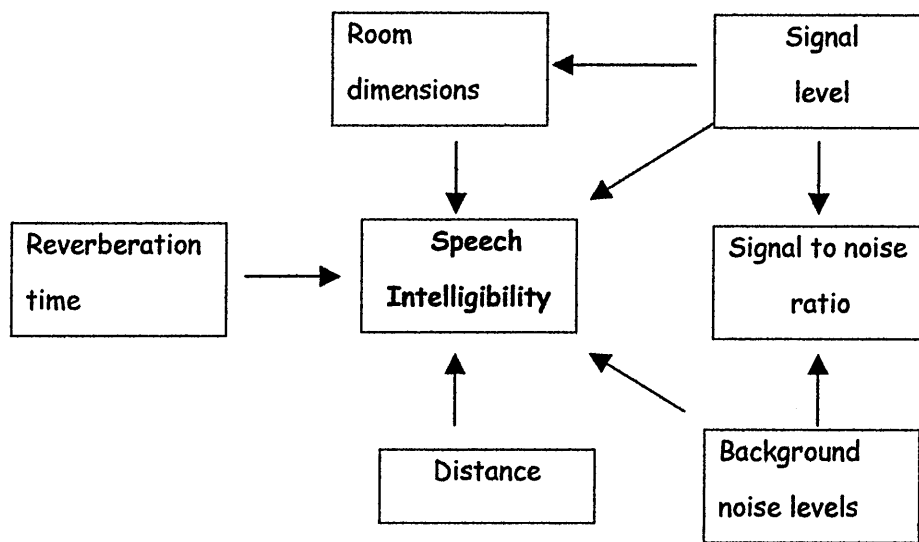 Room
dimensions
Signal
level
Reverberation
time
Speech
Intelligibility
Signal to noise
ratio
Distance
Background
noise levels